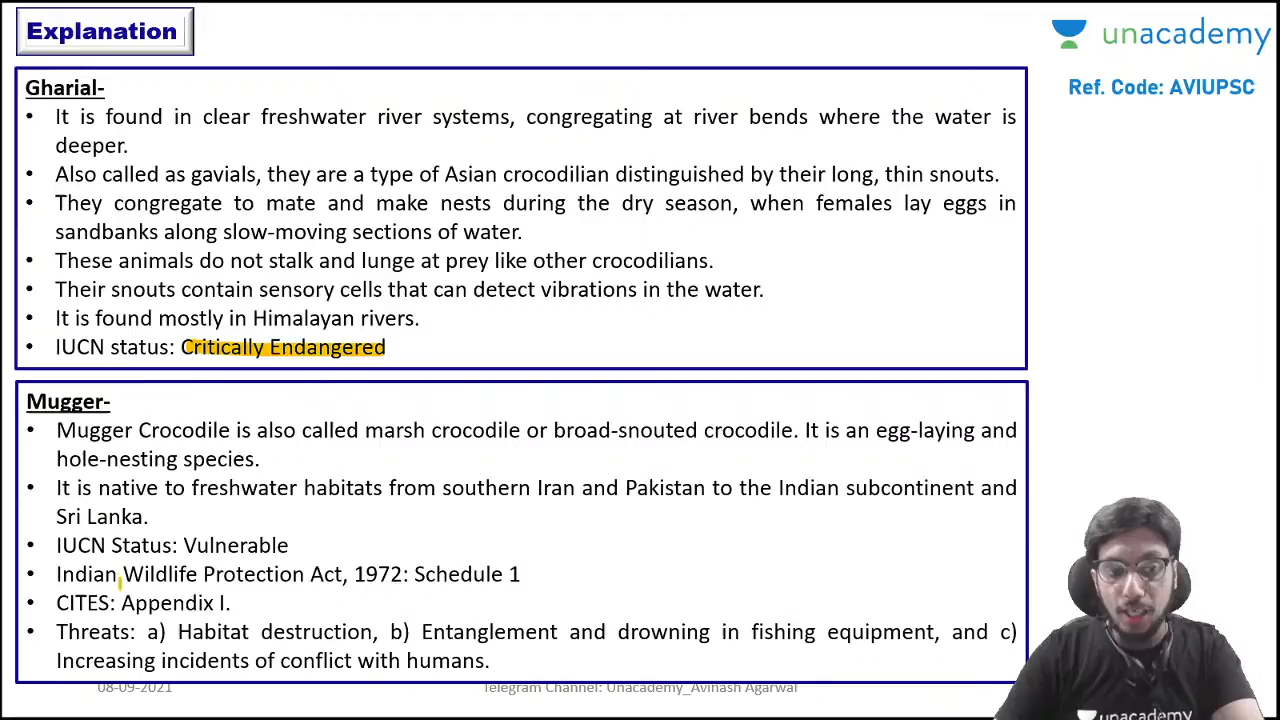 Explanation
unacademy
Ref. Code: AVIUPSC
Gharial-
• It is found in clear freshwater river systems, congregating at river bends where the water is
deeper.
• Also called as gavials, they are a type of Asian crocodilian distinguished by their long, thin snouts.
• They congregate to mate and make nests during the dry season, when females lay eggs in
sandbanks along slow-moving sections of water.
• These animals do not stalk and lunge at prey like other crocodilians.
• Their snouts contain sensory cells that can detect vibrations in the water.
• It is found mostly in Himalayan rivers.
• IUCN status: Critically Endangered
Mugger-
• Mugger Crocodile is also called marsh crocodile or broad-snouted crocodile. It is an egg-laying and
hole-nesting species.
• It is native to freshwater habitats from southern Iran and Pakistan to the Indian subcontinent and
Sri Lanka.
• IUCN Status: Vulnerable
• Indian Wildlife Protection Act, 1972: Schedule 1
• CITES: Appendix I.
• Threats: a) Habitat destruction, b) Entanglement and drowning in fishing equipment, and c)
Increasing incidents of conflict with humans.
08-09-2021
Telegram Channel: Unacademy_Avinash Agarwal
unacademy